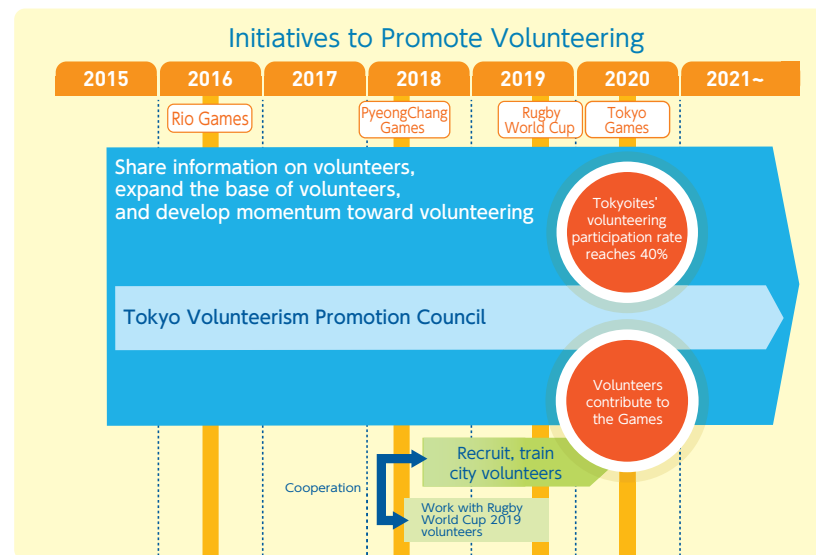 Initiatives to Promote Volunteering
2015
2016
2017
2018
2019
2020
2021~
Rio Games
PyeongChang
Games
Rugby
World Cup
Tokyo
Games
Share information on volunteers,
expand the base of volunteers,
and develop momentum toward volunteering
Tokyoites’
volunteering
participation rate
reaches 40%
Tokyo Volunteerism Promotion Council
Volunteers
contribute to
the Games
Recruit, train
city volunteers
Cooperation
Work with Rugby
World Cup 2019
volunteers